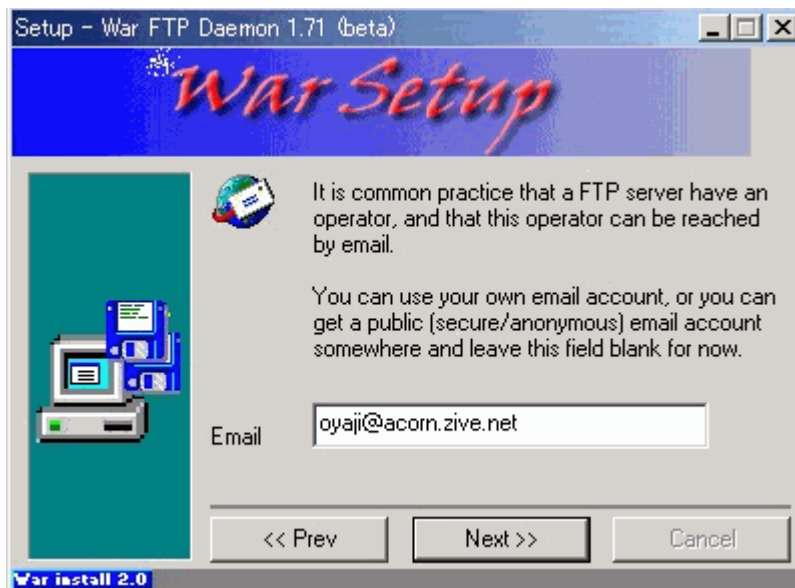 Setup - War FTP Daemon 1.71 (beta)
War Setup
It is common practice that a FTP server have an
operator, and that this operator can be reached
by email.
You can use your own email account, or you can
get a public (secure/anonymous) email account
somewhere and leave this field blank for now.
Email
oyaji@acorn.zive.net
<< Prev
Next >>
Cancel
War install 2.0